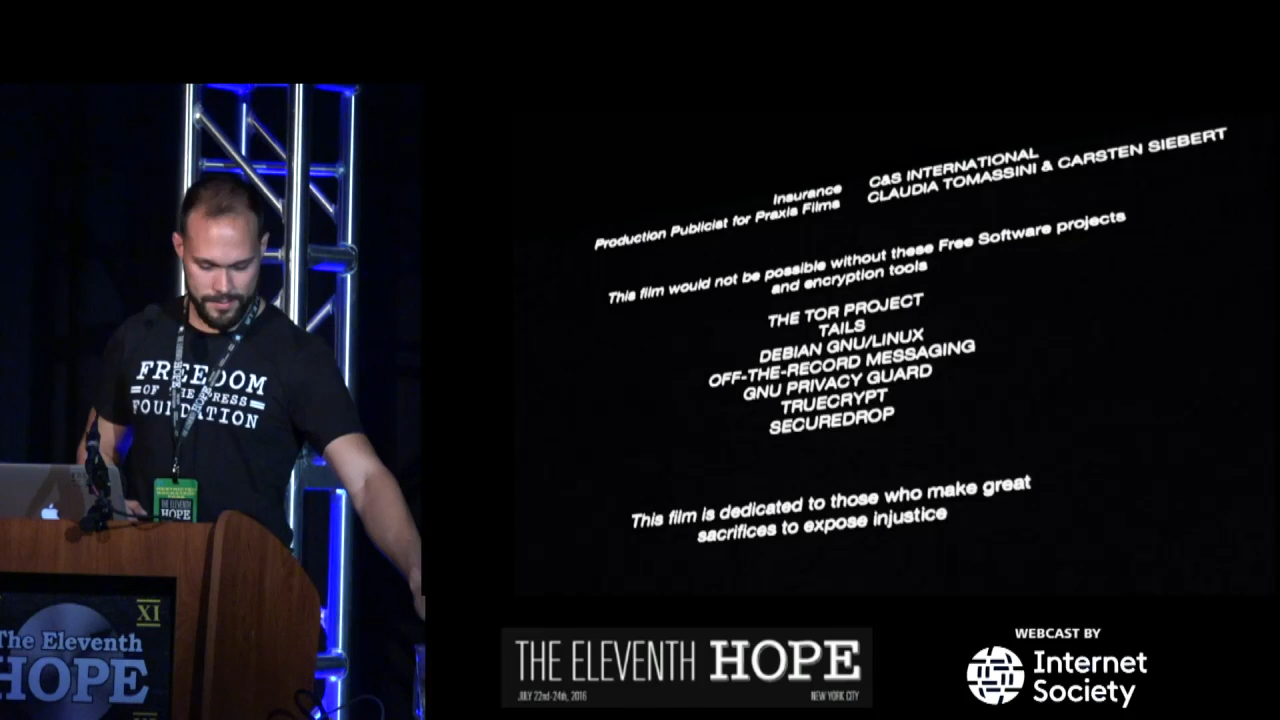 Insurance C&S INTERNATIONAL
Production Publicist for Praxis Films CLAUDIA TOMASSINI & CARSTEN SIEBERT
This film would not be possible without these Free Software projects
and encryption tools
THE TOR PROJECT
TAILS
DEBIAN GNU/LINUX
OFF-THE-RECORD MESSAGING
GNU PRIVACY GUARD
TRUECRYPT
SECUREDROP
This film is dedicated to those who make great
sacrifices to expose injustice
FREEDOM
OF THE PRESS
FOUNDATION
THE ELEVENTH
HOPE
XI
The Eleventh
HOPE
THE ELEVENTH HOPE
JULY 22nd-24th, 2016 NEW YORK CITY
WEBCAST BY
Internet
Society